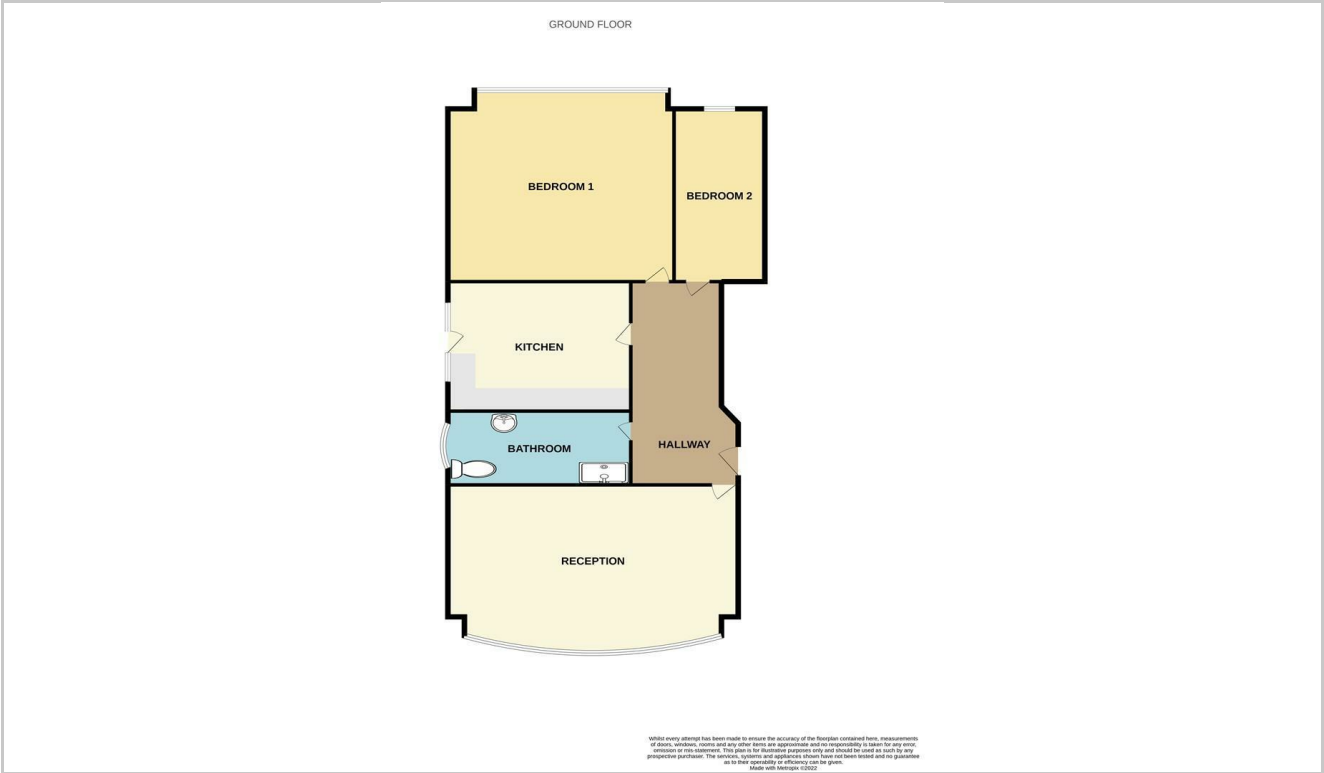 GROUND FLOOR
BEDROOM 1
BEDROOM 2
KITCHEN
BATHROOM
HALLWAY
RECEPTION
Whilst every attempt has been made to ensure the accuracy of the floorplan contained here, measurements
of doors, windows, rooms and any other items are approximate and no responsibility is taken for any error,
omission or mis-statement. This plan is for illustrative purposes only and should be used as such by any
prospective purchaser. The services, systems and appliances shown have not been tested and no guarantee
as to their operability or efficiency can be given.
Made with Metropix ©2022